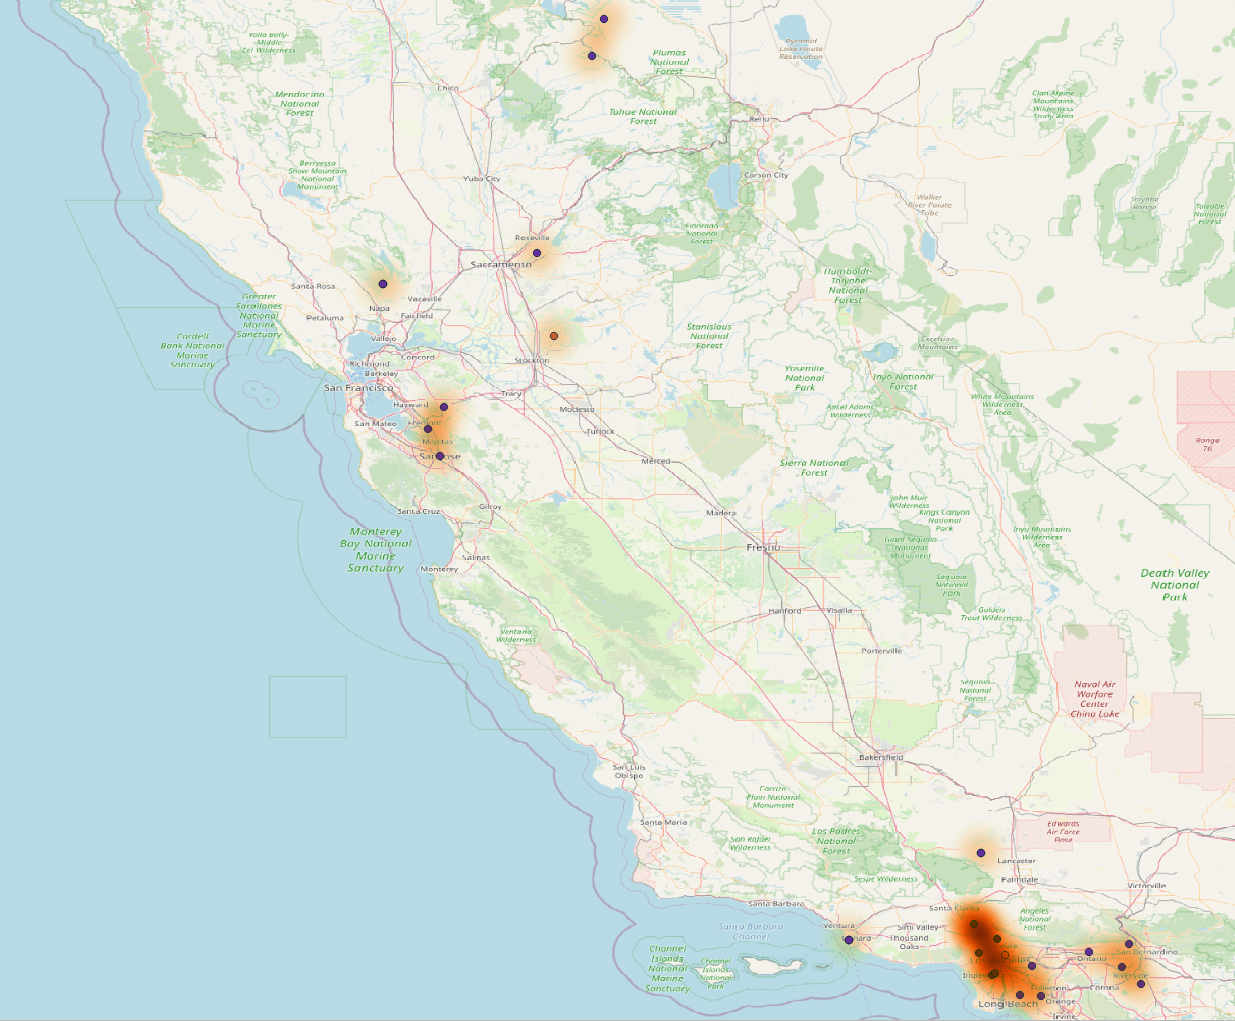 Yolla Bolly-
Middle
Eel Wilderness
Plumas
National
Forest
Pyramid
Lake Paiute
Reservation
Chico
Mendocino
National
Forest
Tahoe National
Forest
Clan Alpine
Mountains
Wilderness
Study Area
Reno
Berryessa
Snow Mountain
National
Monument
Yuba City
Carson City
Walker
River Paiute
Tribe
Toiyabe
Range
Toiyabe
National
Forest
Roseville
Eldorado
National
Forest
Sacramento
Humboldt-
Toiyabe
National
Forest
Santa Rosa
Napa
Vacaville
Fairfield
Petaluma
Greater
Farallones
National
Marine
Sanctuary
Cordell
Bank National
Marine
Sanctuary
Vallejo
Stanislaus
National
Forest
Excelsior
Mountains
Concord
Stockton
Richmond
Berkeley
San Francisco
Tracy
Yosemite
National
Park
Inyo National
Forest
White Mountains
Wilderness
Area
Hayward
Modesto
Ansel Adams
Wilderness
San Mateo
Fremont
Turlock
Milpitas
San Jose
Merced
Sierra National
Forest
Range
76
John Muir
Wilderness
Kings Canyon
National
Park
Santa Cruz
Gilroy
Madera
Monterey
Bay National
Marine
Sanctuary
Salinas
Monterey
Fresno
Giant Sequoia
National
Monument
Inyo Mountains
Wilderness
Area
Sequoia
National
Park
Death Valley
National
Park
Hanford
Visalia
Golden
Trout Wilderness
Ventana
Wilderness
Porterville
Sequoia
National
Forest
Naval Air
Warfare
Center
China Lake
Bakersfield
San Luis
Obispo
Carrizo
Plain National
Monument
Santa Maria
San Rafael
Wilderness
Los Padres
National
Forest
Edwards
Air Force
Base
Lancaster
Sespe Wilderness
Palmdale
Victorville
Santa Barbara
Santa Clarita
Angeles
National
Forest
Santa Barbara
Channel
Ventura
Simi Valley
Thousand
Oaks
Channel
Islands
National
Marine
Sanctuary
Channel
Islands
National
Park
Los Angeles
Ontario
San Bernardino
Riverside
Corona
Fullerton
Long Beach
Orange
Irvine